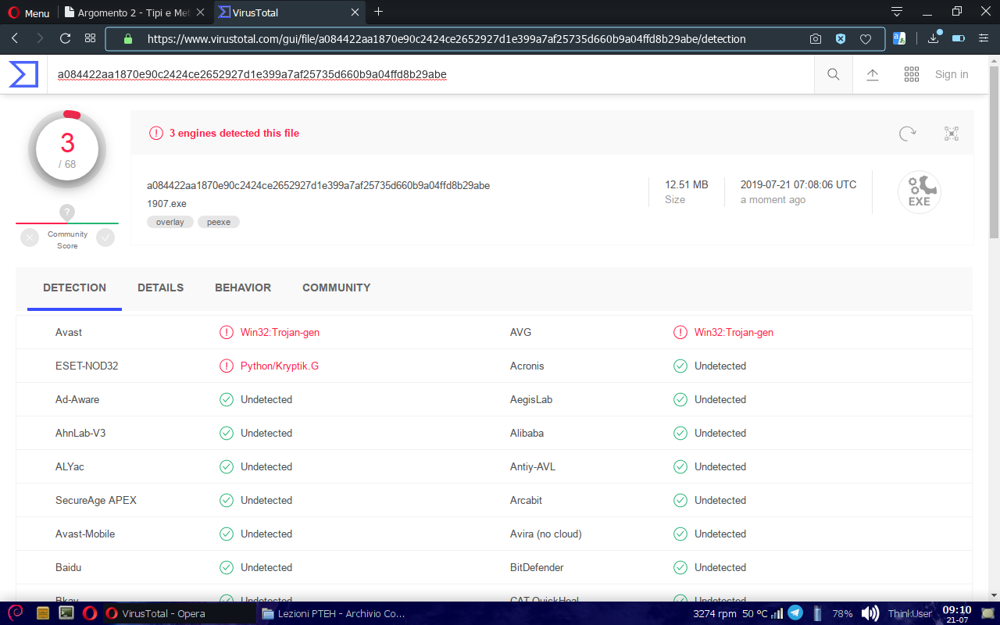 Menu
Argomento 2 - Tipi e Met
VirusTotal
https://www.virustotal.com/gui/file/a084422aa1870e90c2424ce2652927d1e399a7af25735d660b9a04ffd8b29abe/detection
a084422aa1870e90c2424ce2652927d1e399a7af25735d660b9a04ffd8b29abe
Sign in
3
/ 68
3 engines detected this file
a084422aa1870e90c2424ce2652927d1e399a7af25735d660b9a04ffd8b29abe
1907.exe
overlay
peexe
12.51 MB
Size
2019-07-21 07:08:06 UTC
a moment ago
EXE
?
Community
Score
DETECTION DETAILS BEHAVIOR COMMUNITY
Avast Win32:Trojan-gen AVG Win32:Trojan-gen
ESET-NOD32 Python/Kryptik.G Acronis Undetected
Ad-Aware Undetected AegisLab Undetected
AhnLab-V3 Undetected Alibaba Undetected
ALYac Undetected Antiy-AVL Undetected
SecureAge APEX Undetected Arcabit Undetected
Avast-Mobile Undetected Avira (no cloud) Undetected
Baidu Undetected BitDefender Undetected
Bkav Undetected CAT-QuickHeal Undetected
VirusTotal - Opera
Lezioni PTEH - Archivio Co...
3274 rpm 50 °C
78%
ThinkUser
09:10
21-07